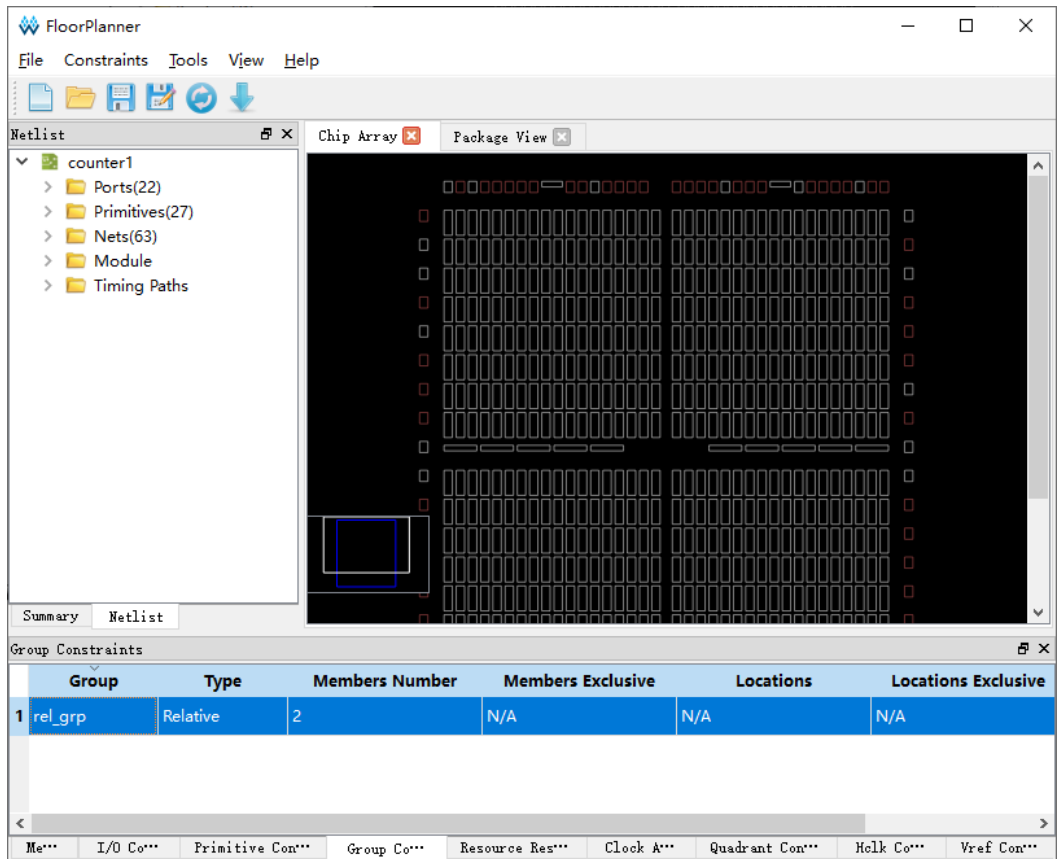 FloorPlanner
File Constraints Tools View Help
Netlist
Chip Array Package View
counter1
Ports(22)
Primitives(27)
Nets(63)
Module
Timing Paths
Summary Netlist
Group Constraints
Group Type Members Number Members Exclusive Locations Locations Exclusive
1 rel_grp Relative 2 N/A N/A N/A
Me··· I/O Co··· Primitive Con··· Group Co··· Resource Res··· Clock A··· Quadrant Con··· Hclk Co··· Vref Con···